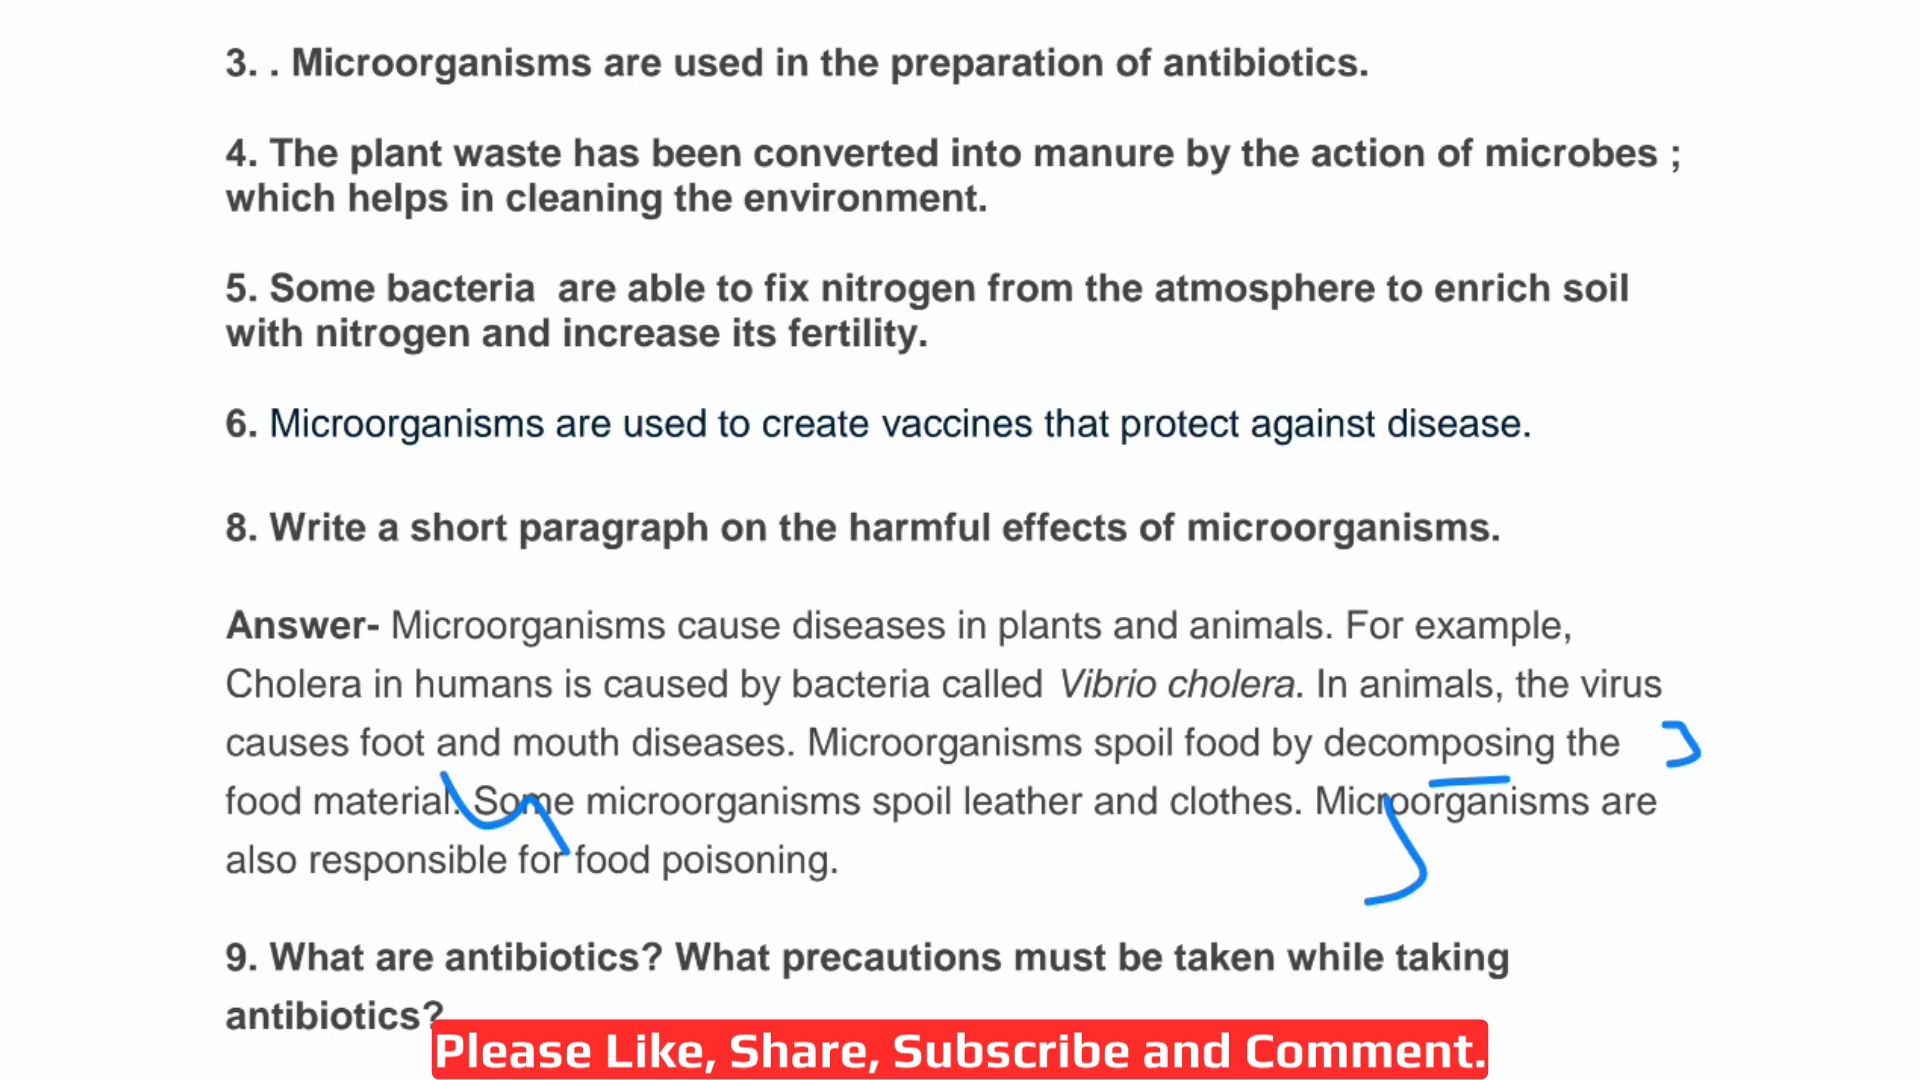 3. . Microorganisms are used in the preparation of antibiotics.
4. The plant waste has been converted into manure by the action of microbes ;
which helps in cleaning the environment.
5. Some bacteria  are able to fix nitrogen from the atmosphere to enrich soil
with nitrogen and increase its fertility.
6. Microorganisms are used to create vaccines that protect against disease.
8. Write a short paragraph on the harmful effects of microorganisms.
Answer- Microorganisms cause diseases in plants and animals. For example,
Cholera in humans is caused by bacteria called Vibrio cholera. In animals, the virus
causes foot and mouth diseases. Microorganisms spoil food by decomposing the
food material. Some microorganisms spoil leather and clothes. Microorganisms are
also responsible for food poisoning.
9. What are antibiotics? What precautions must be taken while taking
antibiotics?
Please Like, Share, Subscribe and Comment.